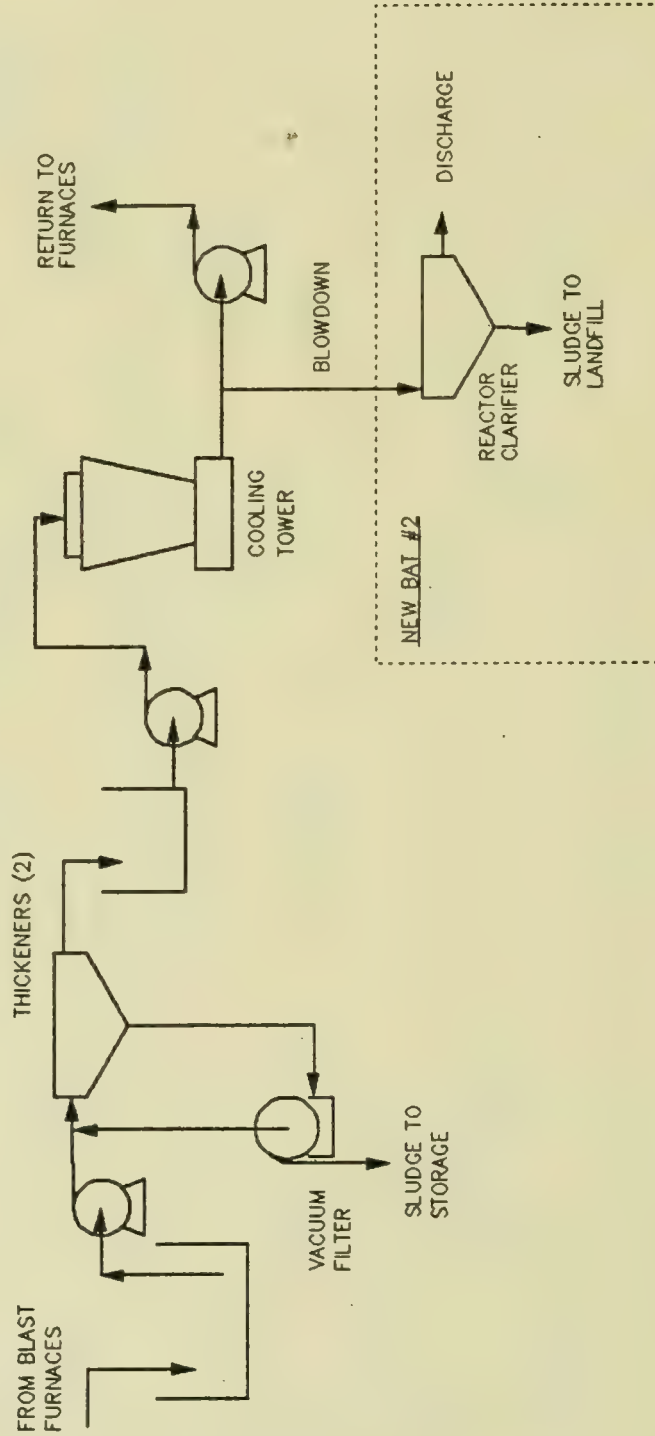 FROM BLAST
FURNACES
THICKENERS (2)
VACUUM
FILTER
SLUDGE TO
STORAGE
COOLING
TOWER
RETURN TO
FURNACES
BLOWDOWN
NEW BAT #2
REACTOR
CLARIFIER
DISCHARGE
SLUDGE TO
LANDFILL